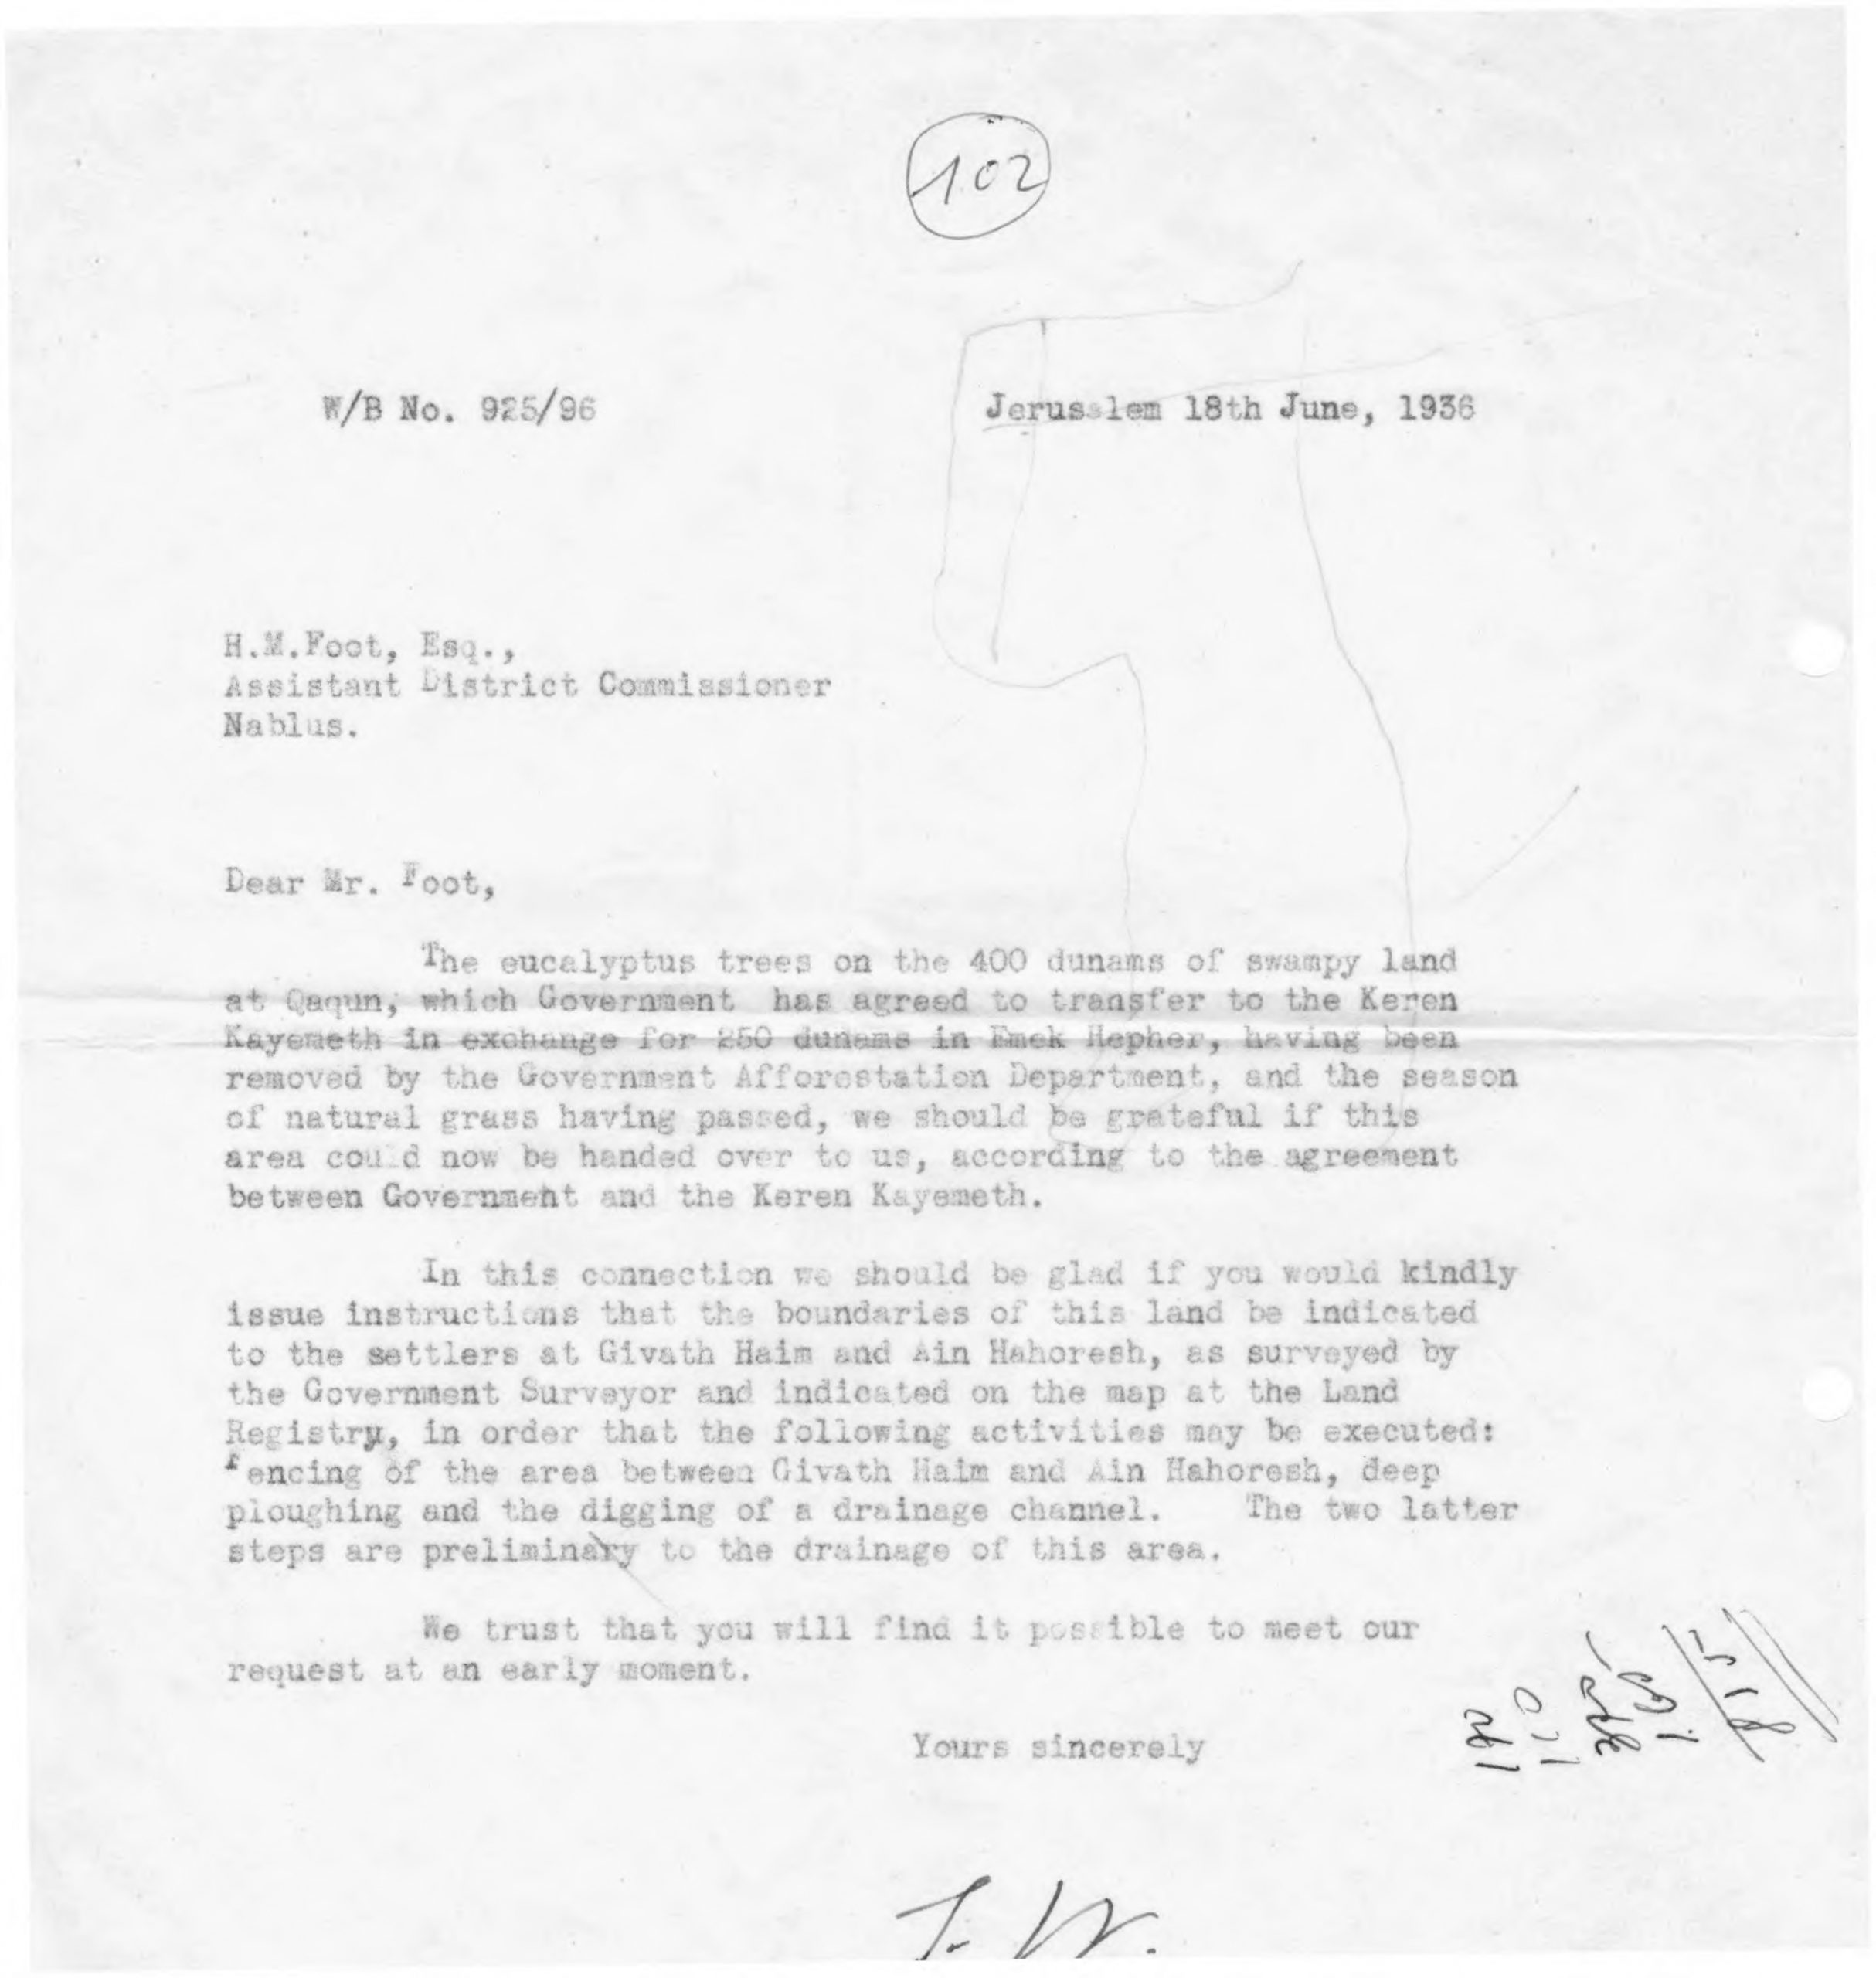 102
W/B No. 925/96 Jerusalem 18th June, 1936
H.M.Foot, Esq.,
Assistant District Commissioner
Nablus.
Dear Mr. Foot,
The eucalyptus trees on the 400 dunams of swampy land
at Qaqun, which Government has agreed to transfer to the Keren
Kayemeth in exchange for 250 dunams in Emek Hepher, having been
removed by the Government Afforestation Department, and the season
of natural grass having passed, we should be grateful if this
area could now be handed over to us, according to the agreement
between Government and the Keren Kayemeth.
In this connection we should be glad if you would kindly
issue instructions that the boundaries of this land be indicated
to the settlers at Givath Haim and Ain Hahoresh, as surveyed by
the Government Surveyor and indicated on the map at the Land
Registry, in order that the following activities may be executed:
Fencing of the area between Givath Haim and Ain Hahoresh, deep
ploughing and the digging of a drainage channel. The two latter
steps are preliminary to the drainage of this area.
We trust that you will find it possible to meet our
request at an early moment.
Yours sincerely
J. W.